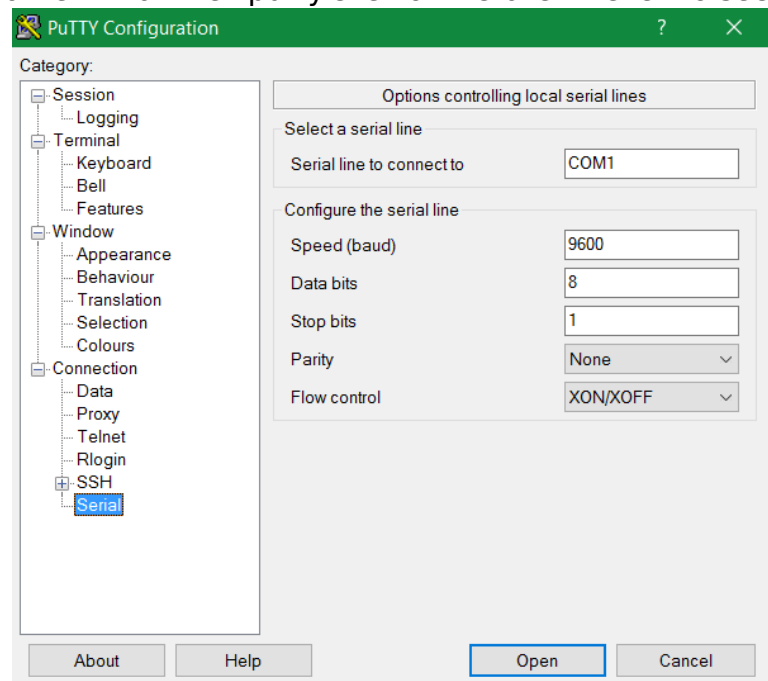 PuTTY Configuration ? ×
Category:
Session
Logging
Terminal
Keyboard
Bell
Features
Window
Appearance
Behaviour
Translation
Selection
Colours
Connection
Data
Proxy
Telnet
Rlogin
SSH
Serial
Options controlling local serial lines
Select a serial line
Serial line to connect to COM1
Configure the serial line
Speed (baud) 9600
Data bits 8
Stop bits 1
Parity None
Flow control XON/XOFF
About Help Open Cancel